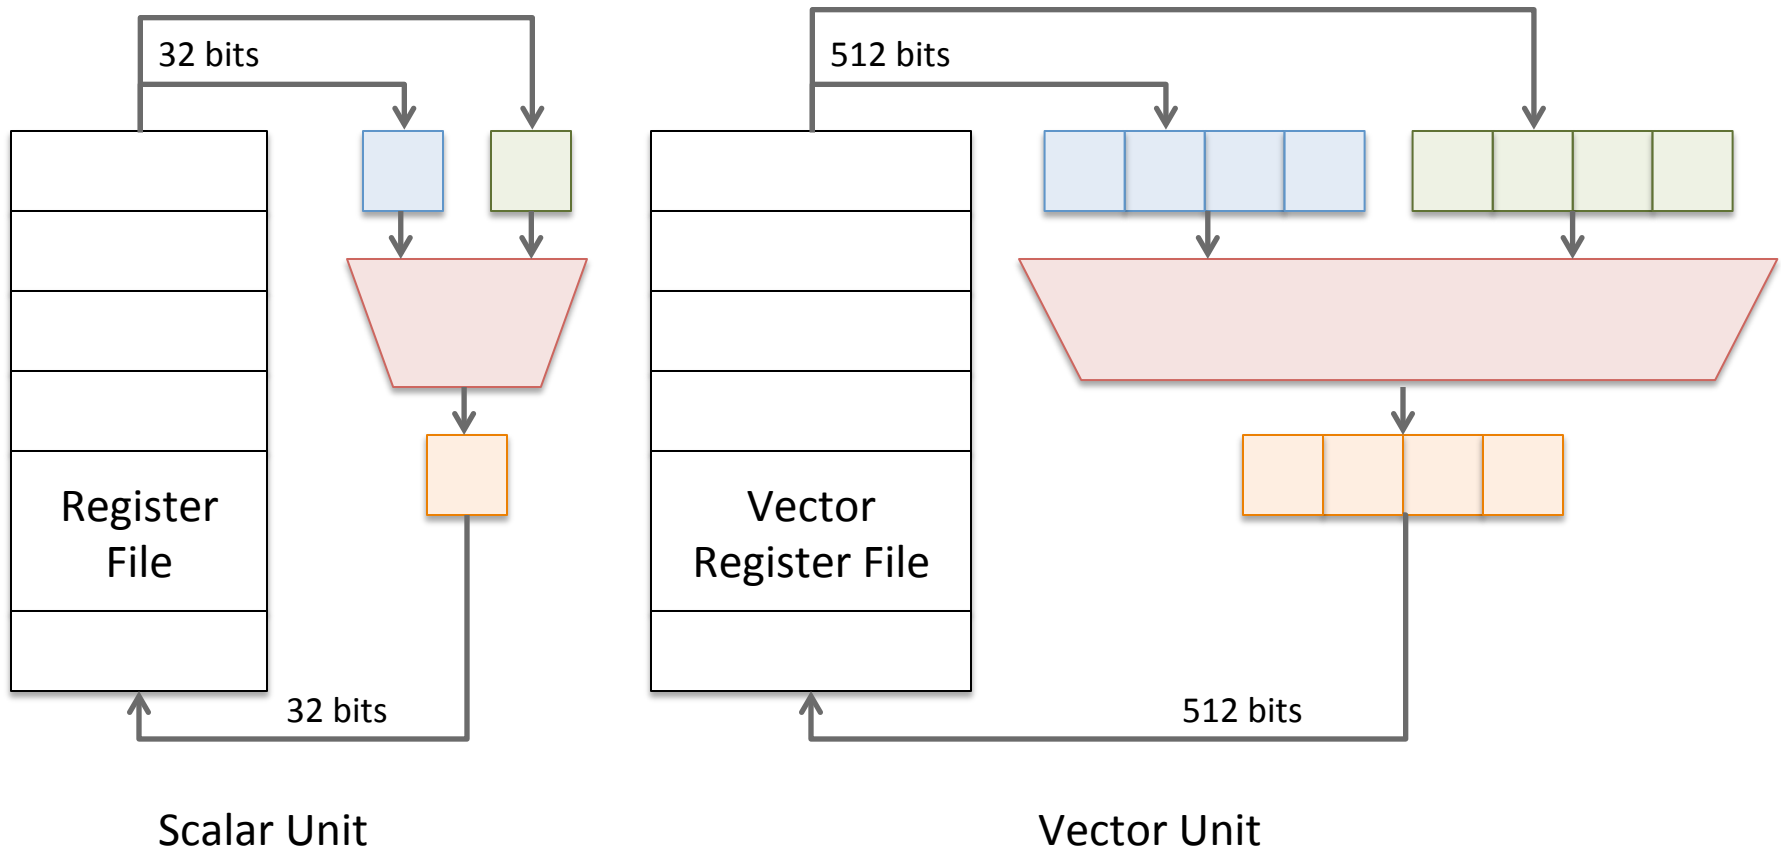 32 bits
512 bits
Register
File
Vector
Register File
32 bits
512 bits
Scalar Unit
Vector Unit